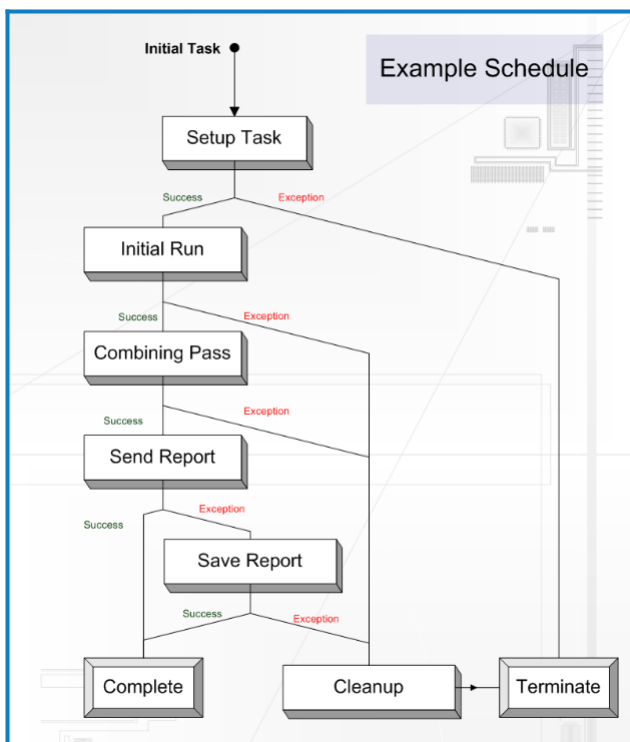 Initial Task
Example Schedule
Setup Task
Success
Exception
Initial Run
Success
Exception
Combining Pass
Success
Exception
Send Report
Success
Exception
Save Report
Success
Exception
Complete
Cleanup
Terminate